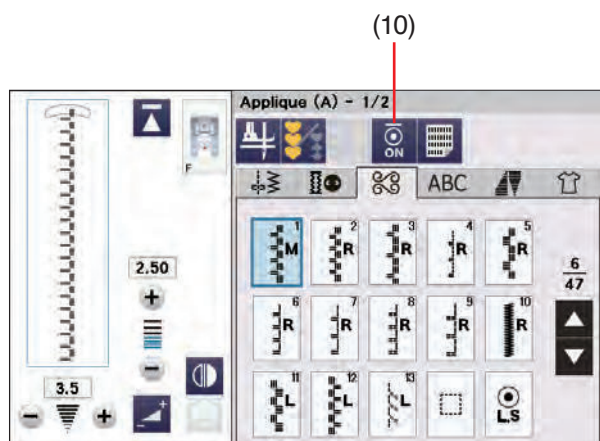 (10)
Applique (A) - 1/2
F
ON
ABC
1 M
2 R
3 R
4 R
5 R
2.50
6
47
6 R
7 R
8 R
9 R
10 R
3.5
11 L
12 L
13 L
L.S